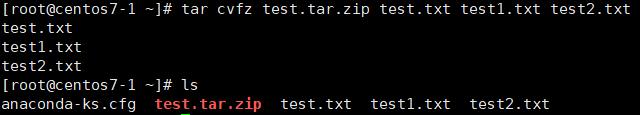 [root@centos7-1 ~]# tar cvfz test.tar.zip test.txt test1.txt test2.txt
test.txt
test1.txt
test2.txt
[root@centos7-1 ~]# ls
anaconda-ks.cfg  test.tar.zip  test.txt  test1.txt  test2.txt